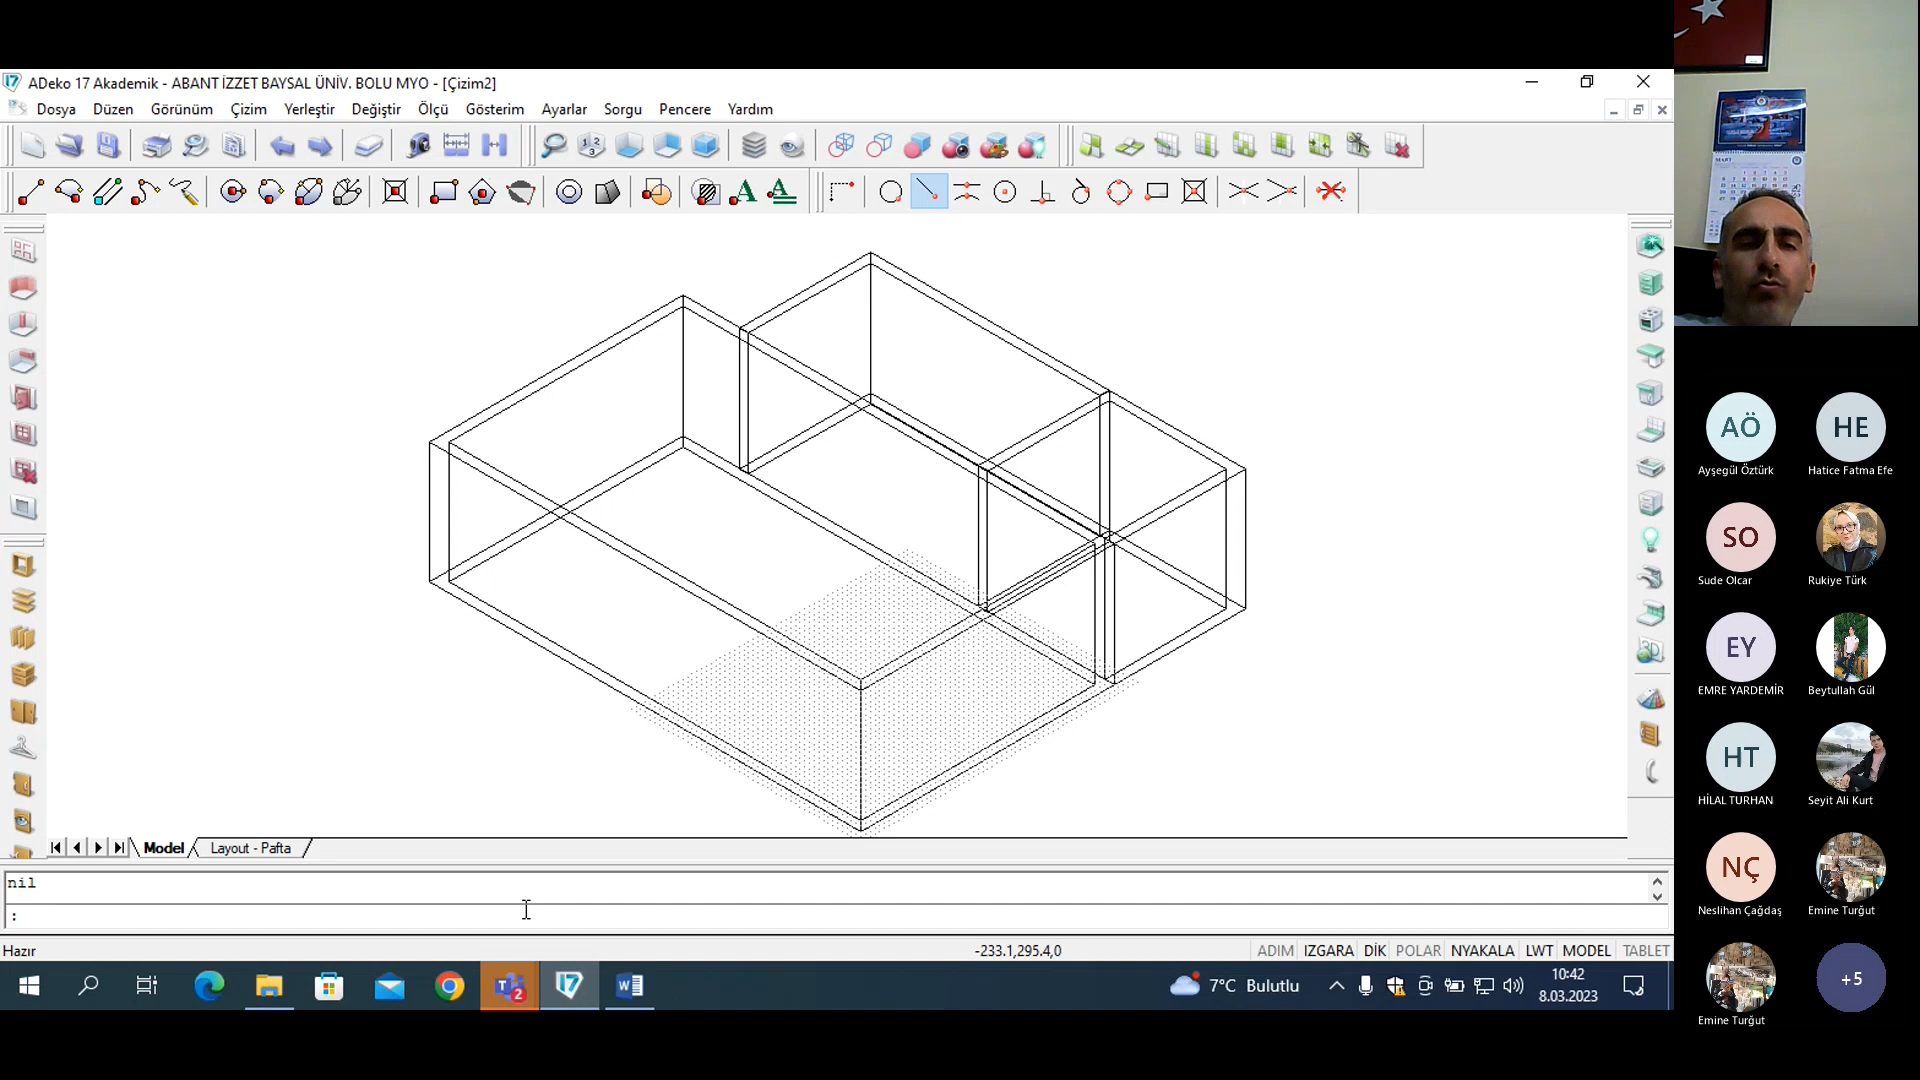 ADeko 17 Akademik - ABANT İZZET BAYSAL ÜNİV. BOLU MYO - [Çizim2]
Dosya Düzen Görünüm Çizim Yerleştir Değiştir Ölçü Gösterim Ayarlar Sorgu Pencere Yardım
MART
AÖ HE
Ayşegül Öztürk Hatice Fatma Efe
SO
Sude Olcar Rukiye Türk
EY
EMRE YARDEMİR Beytullah Gül
HT
HİLAL TURHAN Seyit Ali Kurt
NÇ
Neslihan Çağdaş Emine Turğut
+5
Emine Turğut
Model Layout - Pafta
nil
:
Hazır -233.1,295.4,0 ADIM IZGARA DİK POLAR NYAKALA LWT MODEL TABLET
7°C Bulutlu 10:42
8.03.2023